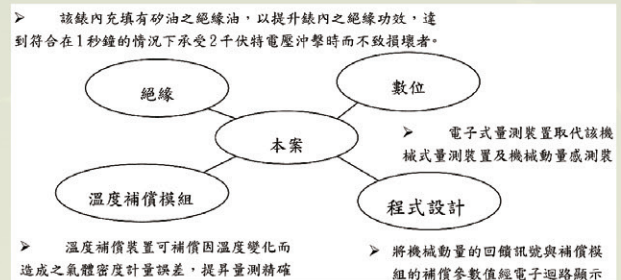 ➢ 該錶內充填有矽油之絕緣油，以提升錶內之絕緣功效，達
到符合在1秒鐘的情況下承受2千伏特電壓沖擊時而不致損壞者。
絕緣
數位
本案
➢ 電子式量測裝置取代該機
械式量測裝置及機械動量感測裝
溫度補償模組
程式設計
➢ 溫度補償裝置可補償因溫度變化而
造成之氣體密度計量誤差，提昇量測精確
➢ 將機械動量的回饋訊號與補償模
組的補償參數值經電子迴路顯示